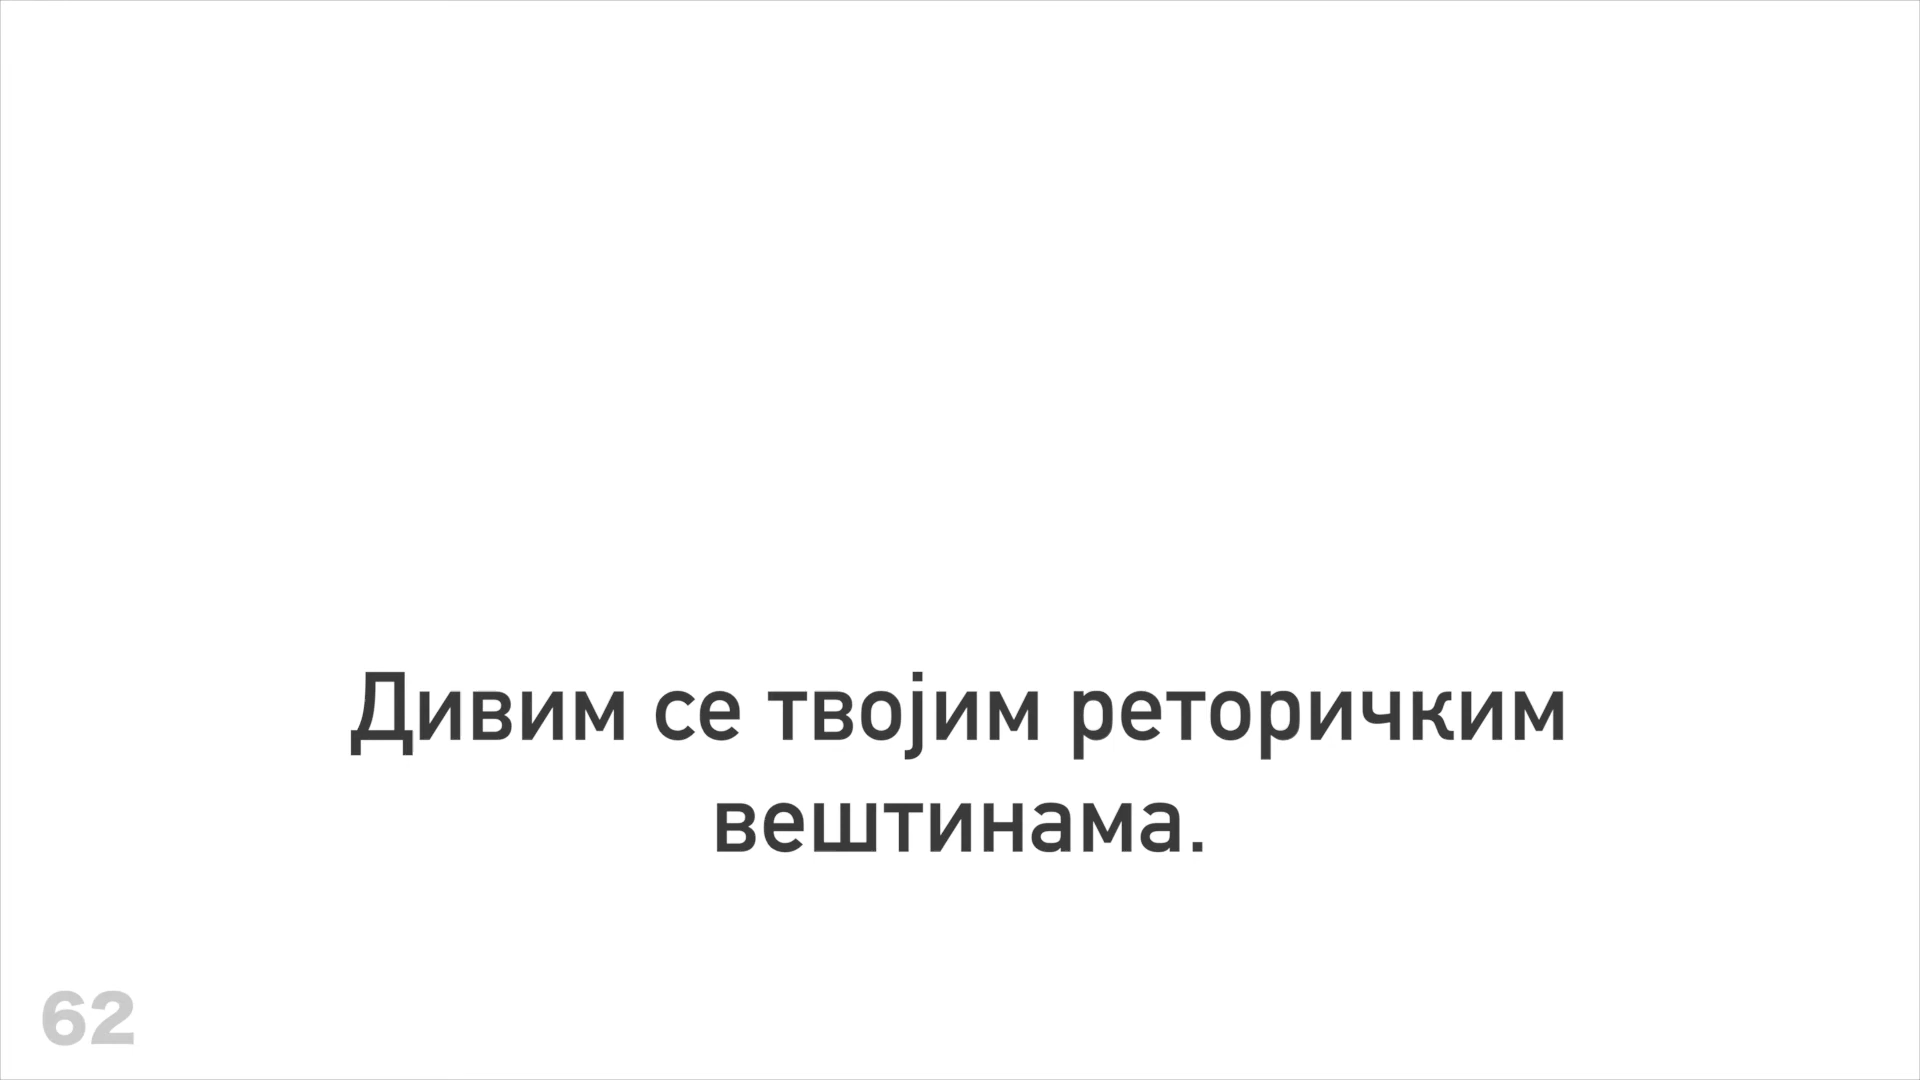 Дивим се твојим реторичким
вештинама.
62